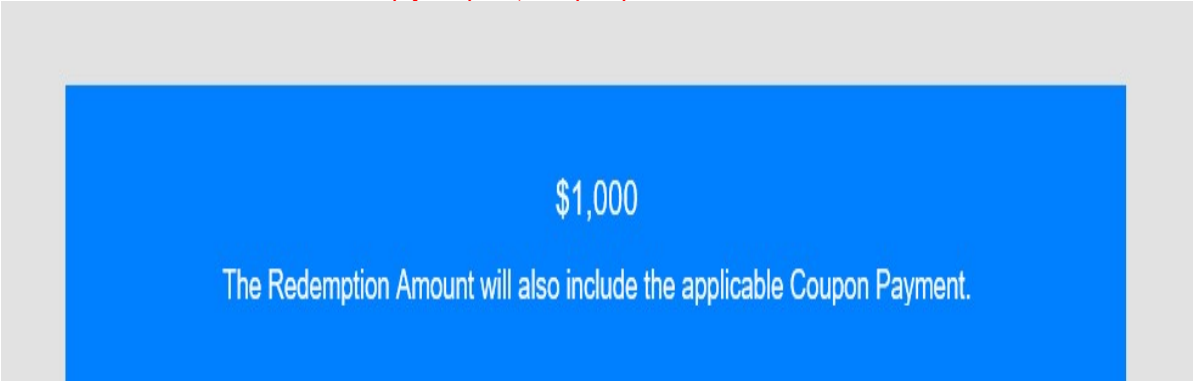 $1,000
The Redemption Amount will also include the applicable Coupon Payment.